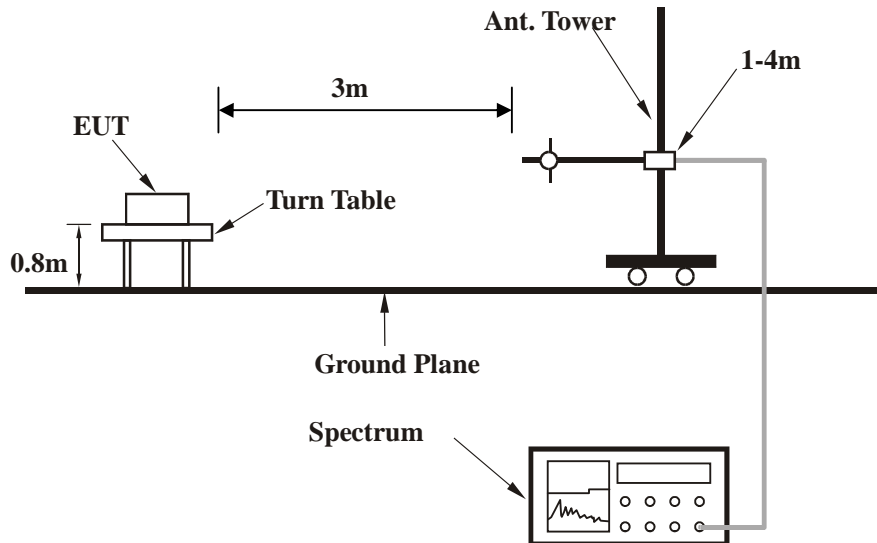 Ant. Tower
1-4m
3m
EUT
Turn Table
0.8m
Ground Plane
Spectrum